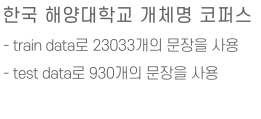 한국 해양대학교 개체명 코퍼스
- train data로 23033개의 문장을 사용
- test data로 930개의 문장을 사용